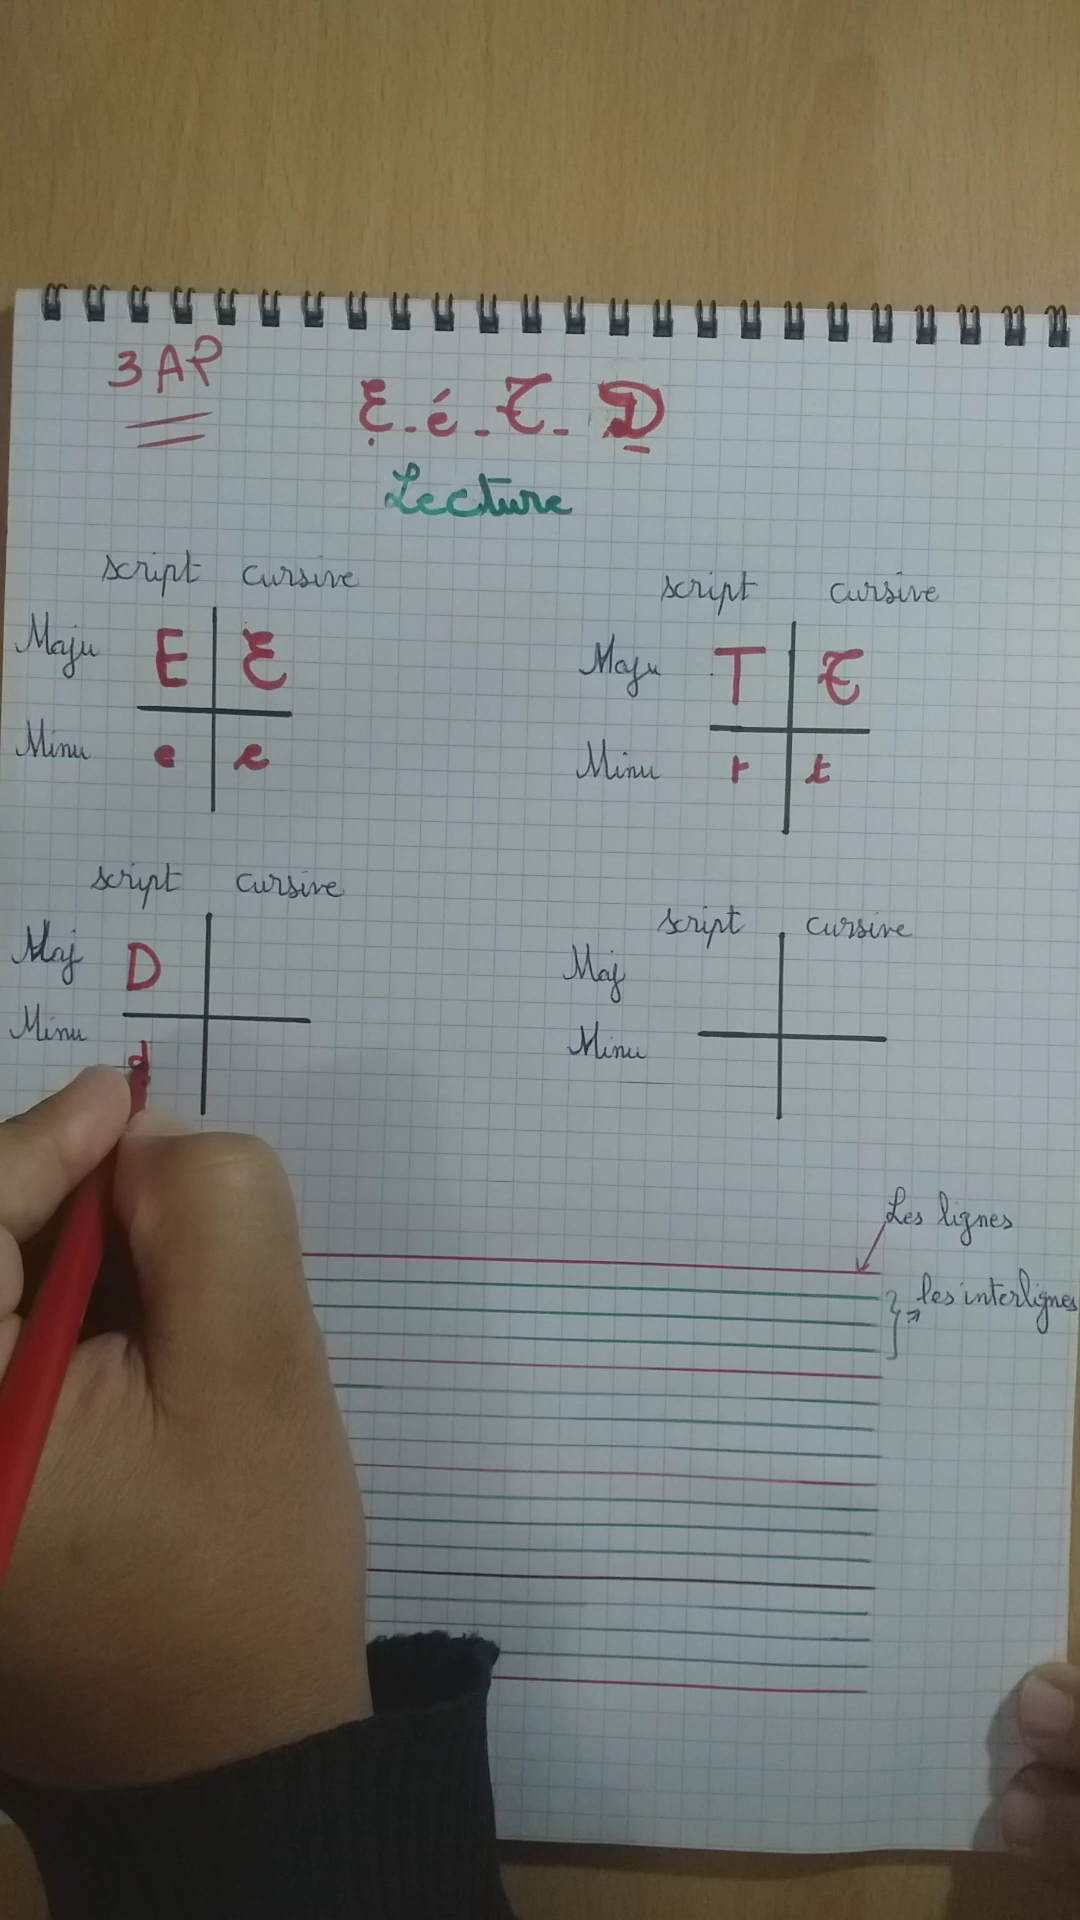 3AP
E.é.T.D
Lecture
script cursive
Maju E E
Minu e e
script cursive
Maju T T
Minu t t
script cursive
Maj D
Minu d
script cursive
Maj
Minu
Les lignes
les interlignes